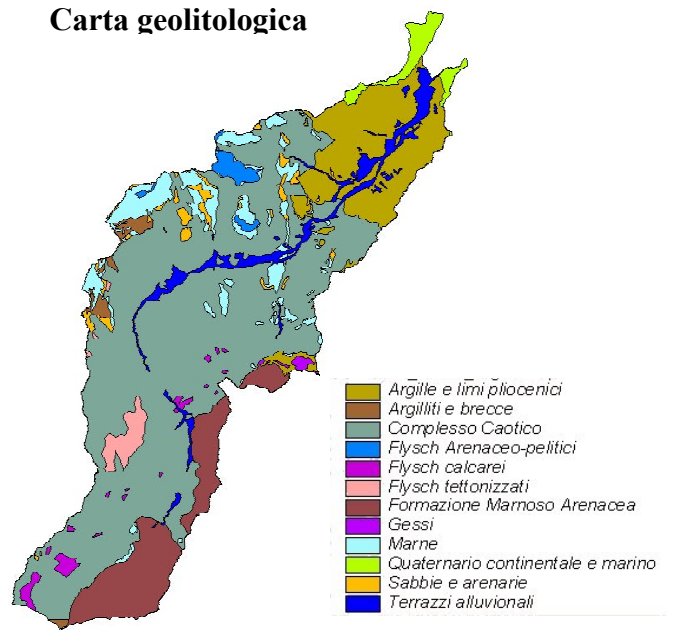 Carta geolitologica
Argille e limi pliocenici
Argilliti e brecce
Complesso Caotico
Flysch Arenaceo-pelitici
Flysch calcarei
Flysch tettonizzati
Formazione Marnoso Arenacea
Gessi
Marne
Quaternario continentale e marino
Sabbie e arenarie
Terrazzi alluvionali